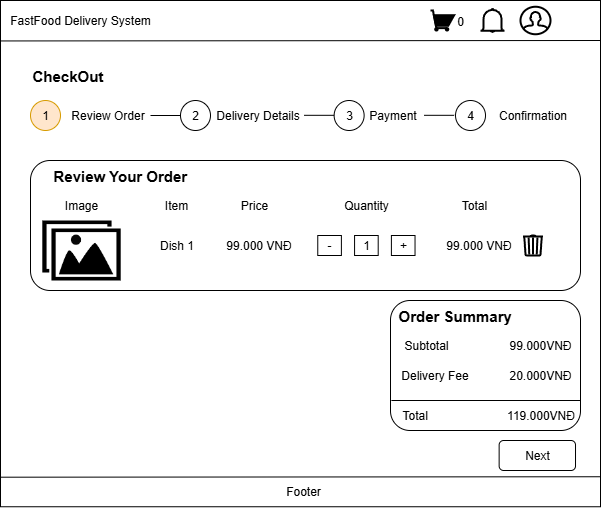 FastFood Delivery System 0
CheckOut
1 Review Order 2 Delivery Details 3 Payment 4 Confirmation
Review Your Order
Image Item Price Quantity Total
Dish 1 99.000 VNĐ - 1 + 99.000 VNĐ
Order Summary
Subtotal 99.000VNĐ
Delivery Fee 20.000VNĐ
Total 119.000VNĐ
Next
Footer